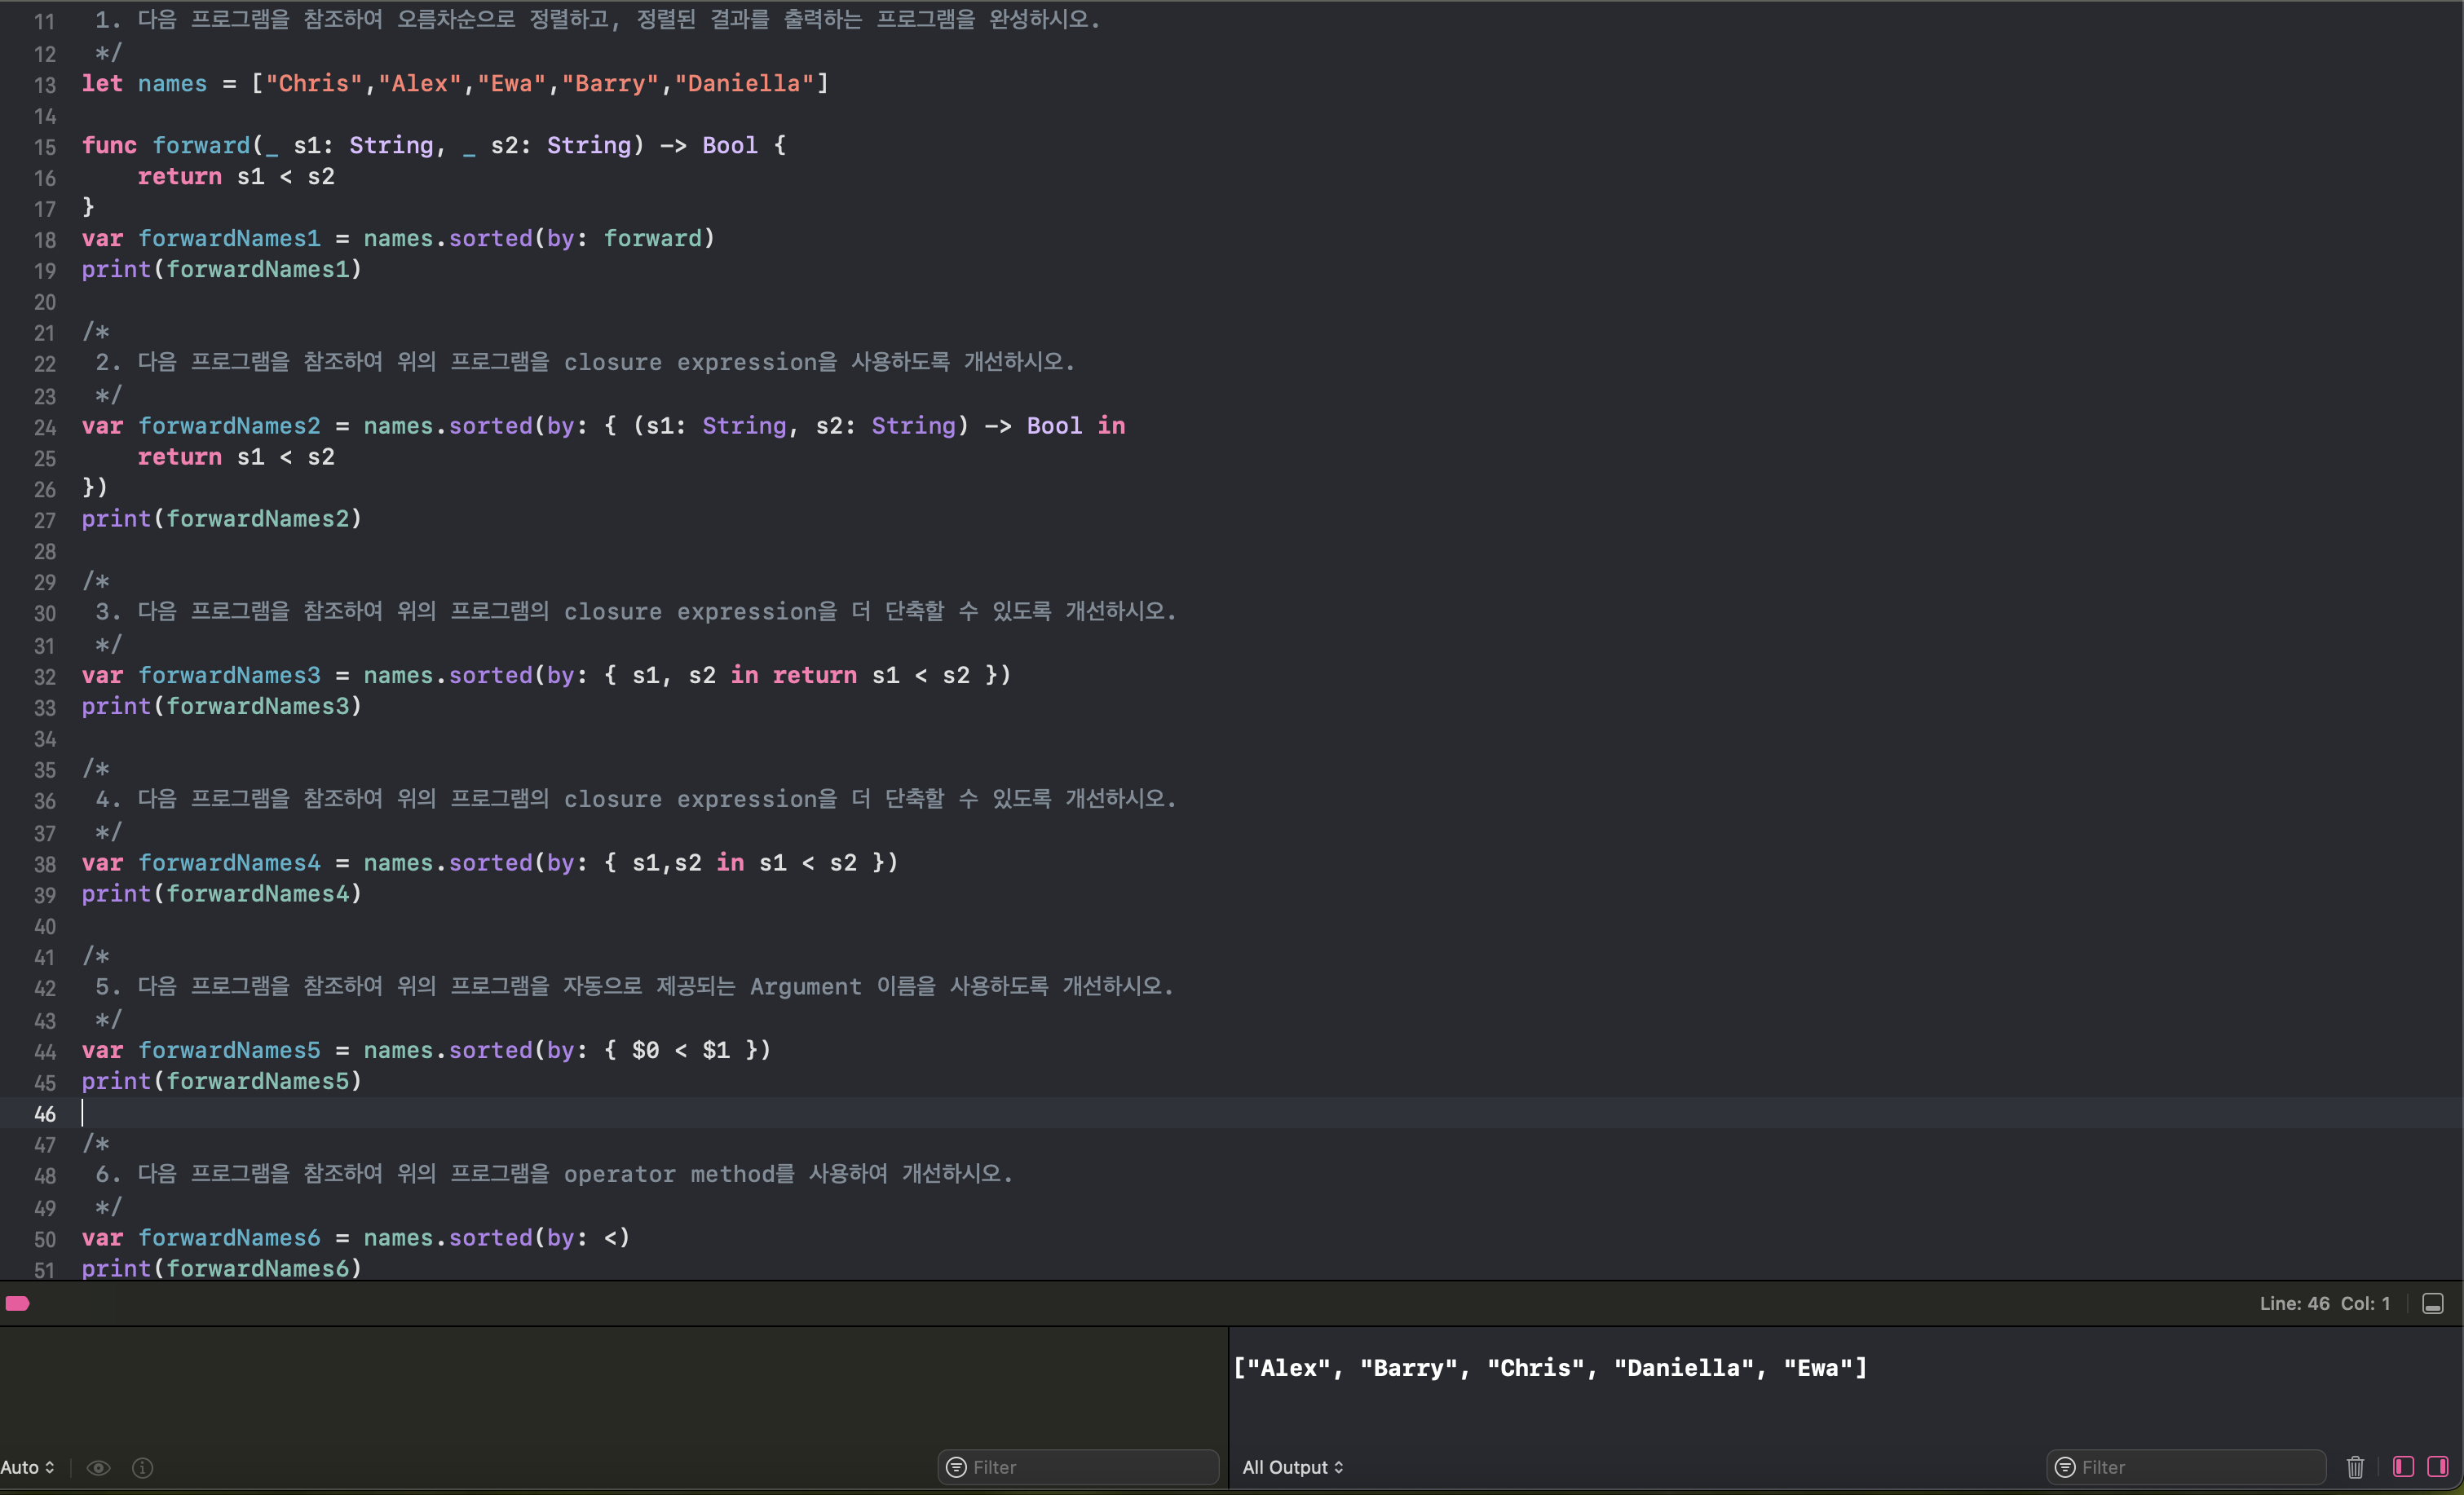 11 1. 다음 프로그램을 참조하여 오름차순으로 정렬하고, 정렬된 결과를 출력하는 프로그램을 완성하시오.
12 */
13 let names = ["Chris","Alex","Ewa","Barry","Daniella"]
14
15 func forward(_ s1: String, _ s2: String) -> Bool {
16     return s1 < s2
17 }
18 var forwardNames1 = names.sorted(by: forward)
19 print(forwardNames1)
20
21 /*
22 2. 다음 프로그램을 참조하여 위의 프로그램을 closure expression을 사용하도록 개선하시오.
23 */
24 var forwardNames2 = names.sorted(by: { (s1: String, s2: String) -> Bool in
25     return s1 < s2
26 })
27 print(forwardNames2)
28
29 /*
30 3. 다음 프로그램을 참조하여 위의 프로그램의 closure expression을 더 단축할 수 있도록 개선하시오.
31 */
32 var forwardNames3 = names.sorted(by: { s1, s2 in return s1 < s2 })
33 print(forwardNames3)
34
35 /*
36 4. 다음 프로그램을 참조하여 위의 프로그램의 closure expression을 더 단축할 수 있도록 개선하시오.
37 */
38 var forwardNames4 = names.sorted(by: { s1,s2 in s1 < s2 })
39 print(forwardNames4)
40
41 /*
42 5. 다음 프로그램을 참조하여 위의 프로그램을 자동으로 제공되는 Argument 이름을 사용하도록 개선하시오.
43 */
44 var forwardNames5 = names.sorted(by: { $0 < $1 })
45 print(forwardNames5)
46
47 /*
48 6. 다음 프로그램을 참조하여 위의 프로그램을 operator method를 사용하여 개선하시오.
49 */
50 var forwardNames6 = names.sorted(by: <)
51 print(forwardNames6)
Line: 46 Col: 1
["Alex", "Barry", "Chris", "Daniella", "Ewa"]
Auto Filter All Output Filter